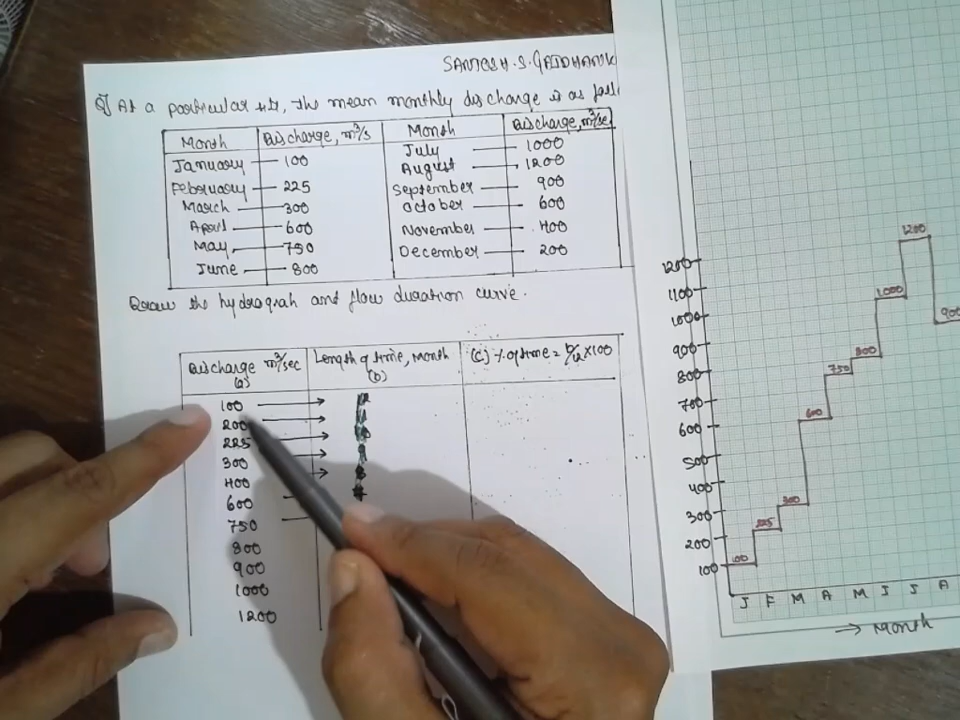 SANTOSH.S.GAIDHANK
Q] At a particular site, the mean monthly discharge is as foll
Month Discharge, m³/s Month Discharge, m³/se
January 100 July 1000
February 225 August 1200
March 300 September 900
April 600 October 600
May 750 November 400
June 800 December 200
Draw the hydrograh and flow duration curve.
Discharge m³/sec (a) Length of time, Month (b) (c) % of time = b/12 × 100
100 12
200
225
300
400
600
750
800
900
1000
1200
1200
1100
1000
900
800
700
600
500
400
300
200
100
100 225 300 600 750 800 1000 1200 900
J F M A M J J A
→ Month